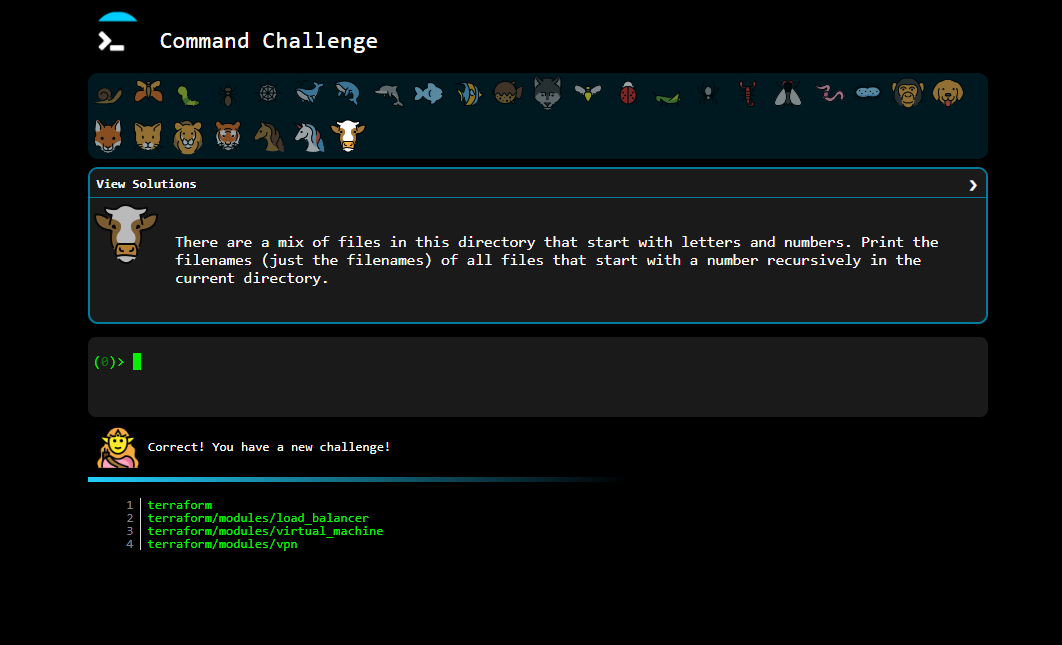 >_
Command Challenge
View Solutions ❯
There are a mix of files in this directory that start with letters and numbers. Print the
filenames (just the filenames) of all files that start with a number recursively in the
current directory.
(0)>
Correct! You have a new challenge!
1 terraform
2 terraform/modules/load_balancer
3 terraform/modules/virtual_machine
4 terraform/modules/vpn